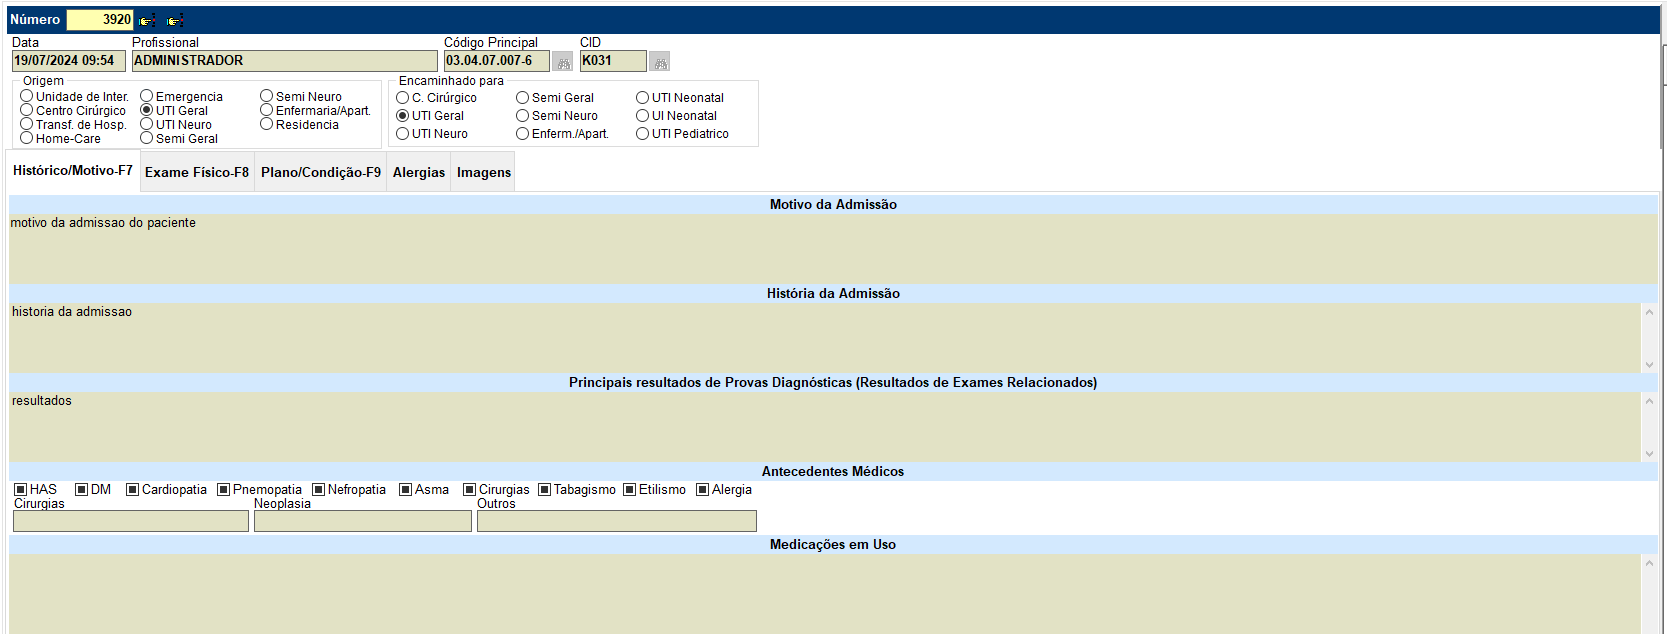 Número 3920
Data Profissional Código Principal CID
19/07/2024 09:54 ADMINISTRADOR 03.04.07.007-6 K031
Origem
Unidade de Inter. Emergencia Semi Neuro
Centro Cirúrgico UTI Geral Enfermaria/Apart.
Transf. de Hosp. UTI Neuro Residencia
Home-Care Semi Geral
Encaminhado para
C. Cirúrgico Semi Geral UTI Neonatal
UTI Geral Semi Neuro UI Neonatal
UTI Neuro Enferm./Apart. UTI Pediatrico
Histórico/Motivo-F7 Exame Físico-F8 Plano/Condição-F9 Alergias Imagens
Motivo da Admissão
motivo da admissao do paciente
História da Admissão
historia da admissao
Principais resultados de Provas Diagnósticas (Resultados de Exames Relacionados)
resultados
Antecedentes Médicos
HAS DM Cardiopatia Pnemopatia Nefropatia Asma Cirurgias Tabagismo Etilismo Alergia
Cirurgias Neoplasia Outros
Medicações em Uso